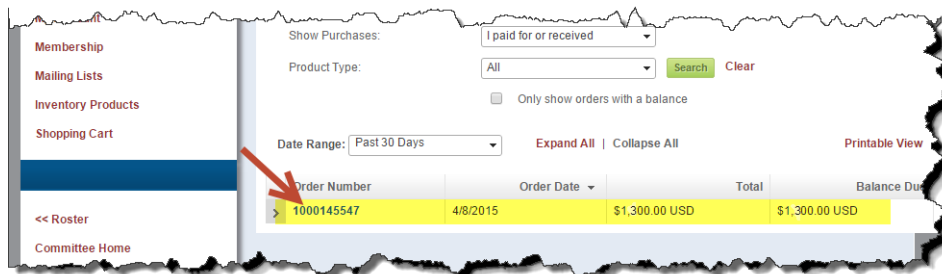 Membership
Mailing Lists
Inventory Products
Shopping Cart
<< Roster
Committee Home
Show Purchases: I paid for or received
Product Type: All Search Clear
Only show orders with a balance
Date Range: Past 30 Days Expand All | Collapse All Printable View
Order Number Order Date Total Balance Due
1000145547 4/8/2015 $1,300.00 USD $1,300.00 USD